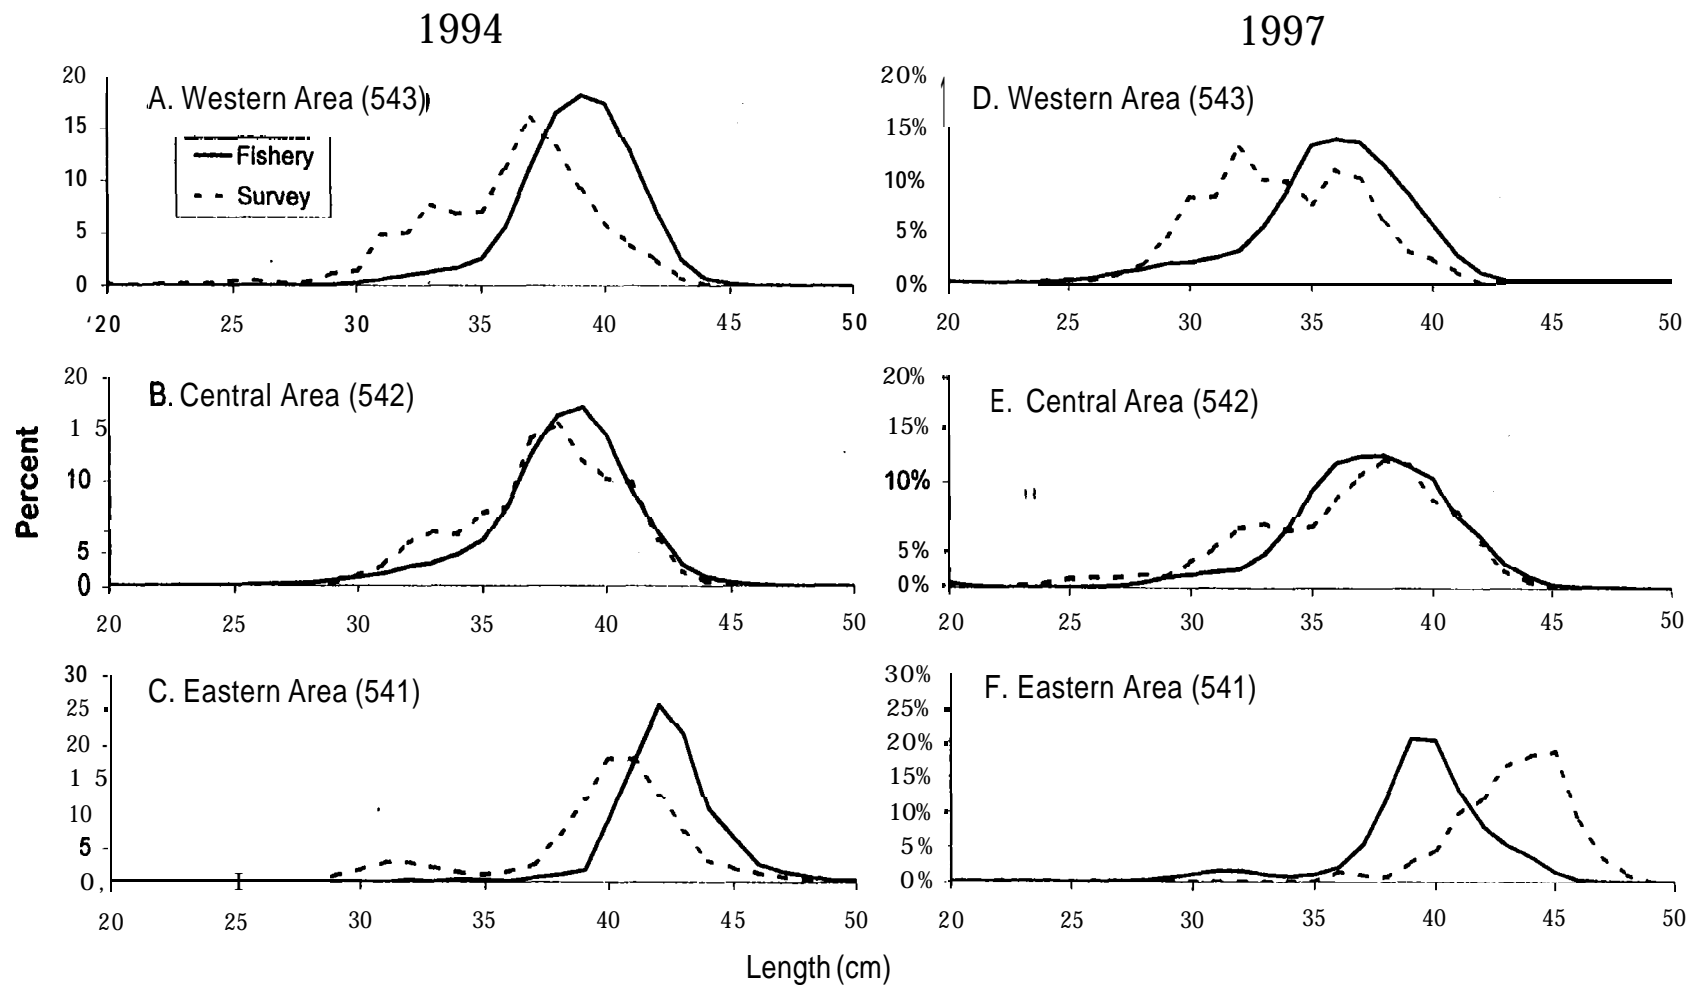 1994
1997
20
15
10
5
0
A. Western Area (543)
Fishery
Survey
'20 25 30 35 40 45 50
20%
15%
10%
5%
0%
D. Western Area (543)
20 25 30 35 40 45 50
Percent
20
1 5
10
5
0
B. Central Area (542)
20 25 30 35 40 45 50
20%
15%
10%
5%
0%
E. Central Area (542)
20 25 30 35 40 45 50
30
25
20
1 5
10
5
0
C. Eastern Area (541)
20 25 30 35 40 45 50
30%
25%
20%
15%
10%
5%
0%
F. Eastern Area (541)
20 25 30 35 40 45 50
Length (cm)